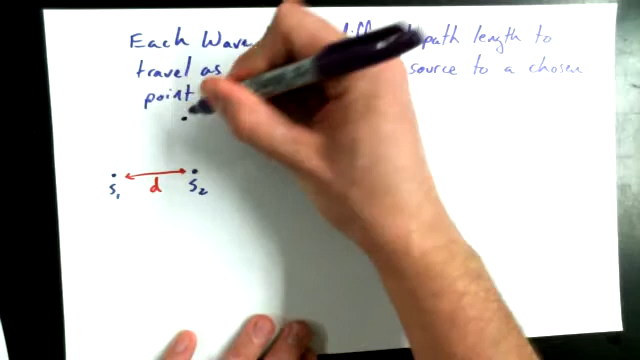 Each Wave path length to
travel as source to a chosen
point
d
S₁ S₂